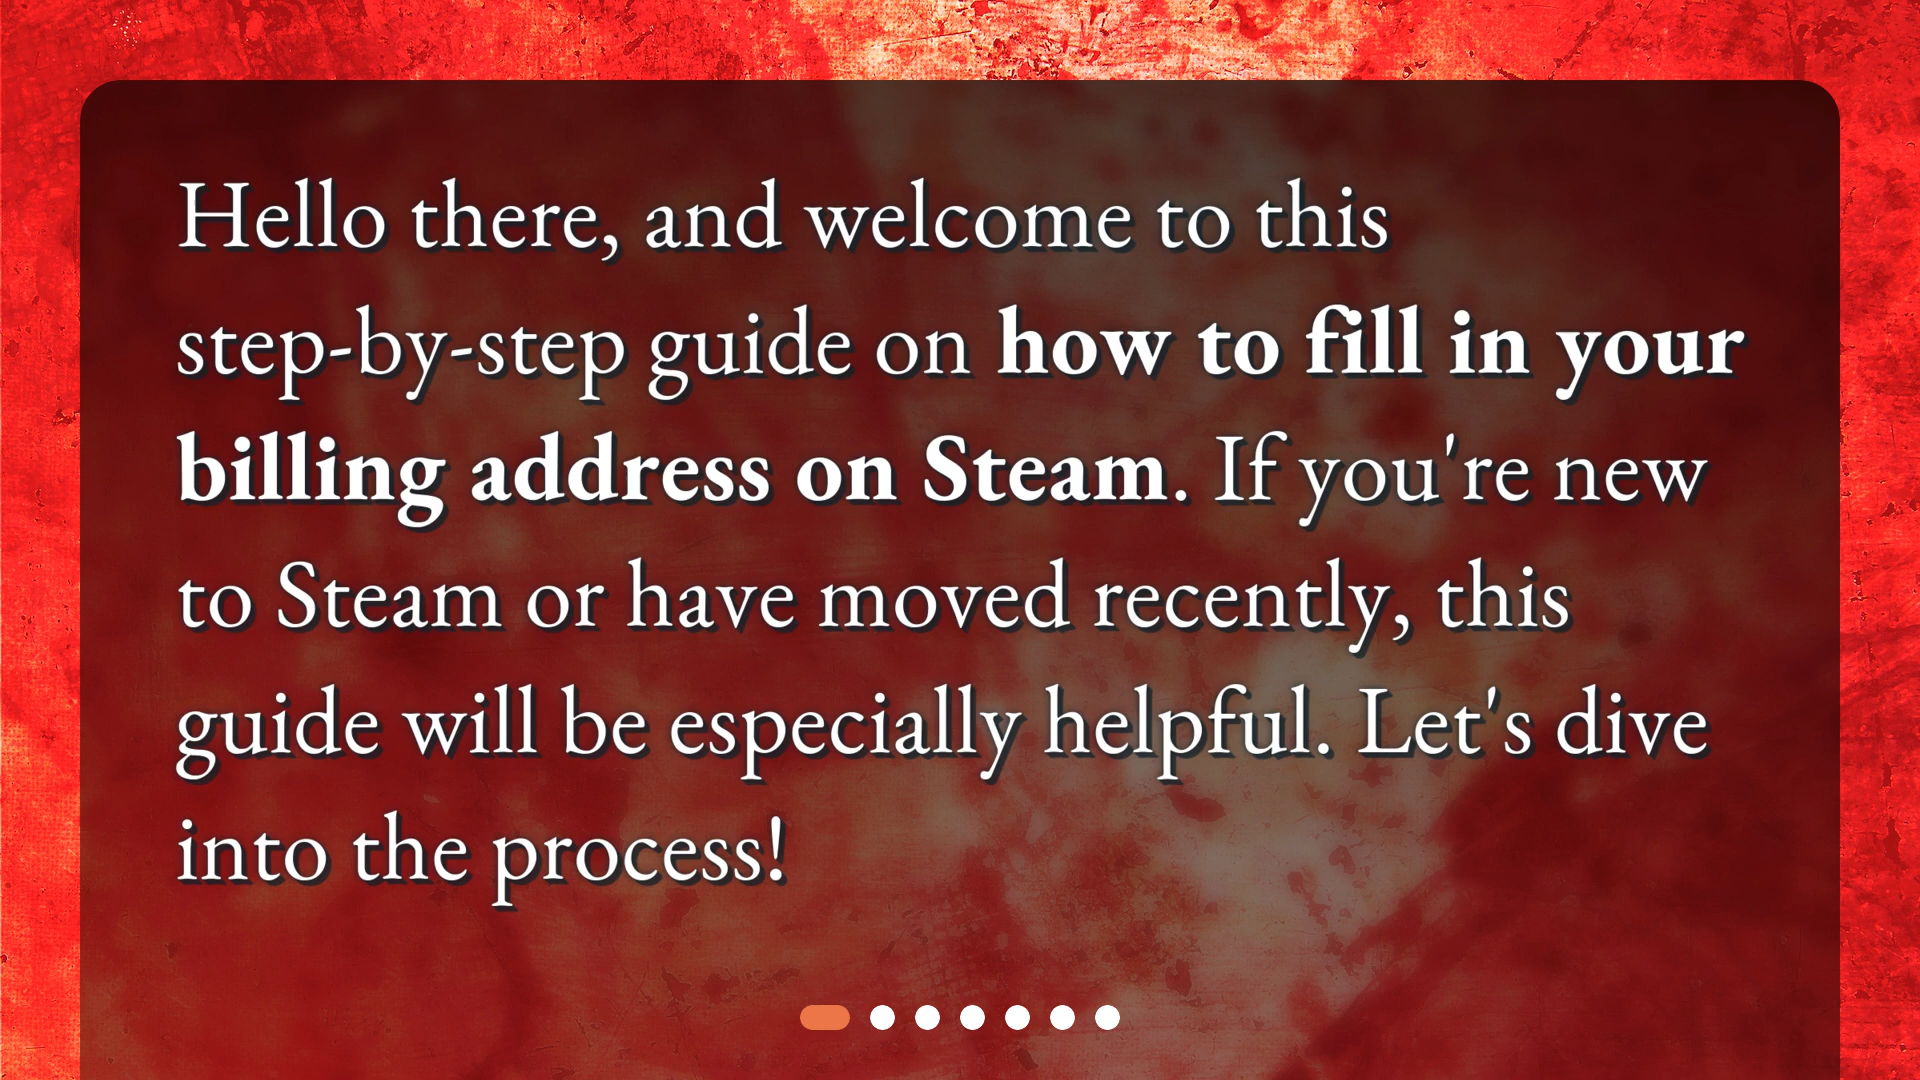 Hello there, and welcome to this
step-by-step guide on how to fill in your
billing address on Steam. If you're new
to Steam or have moved recently, this
guide will be especially helpful. Let's dive
into the process!